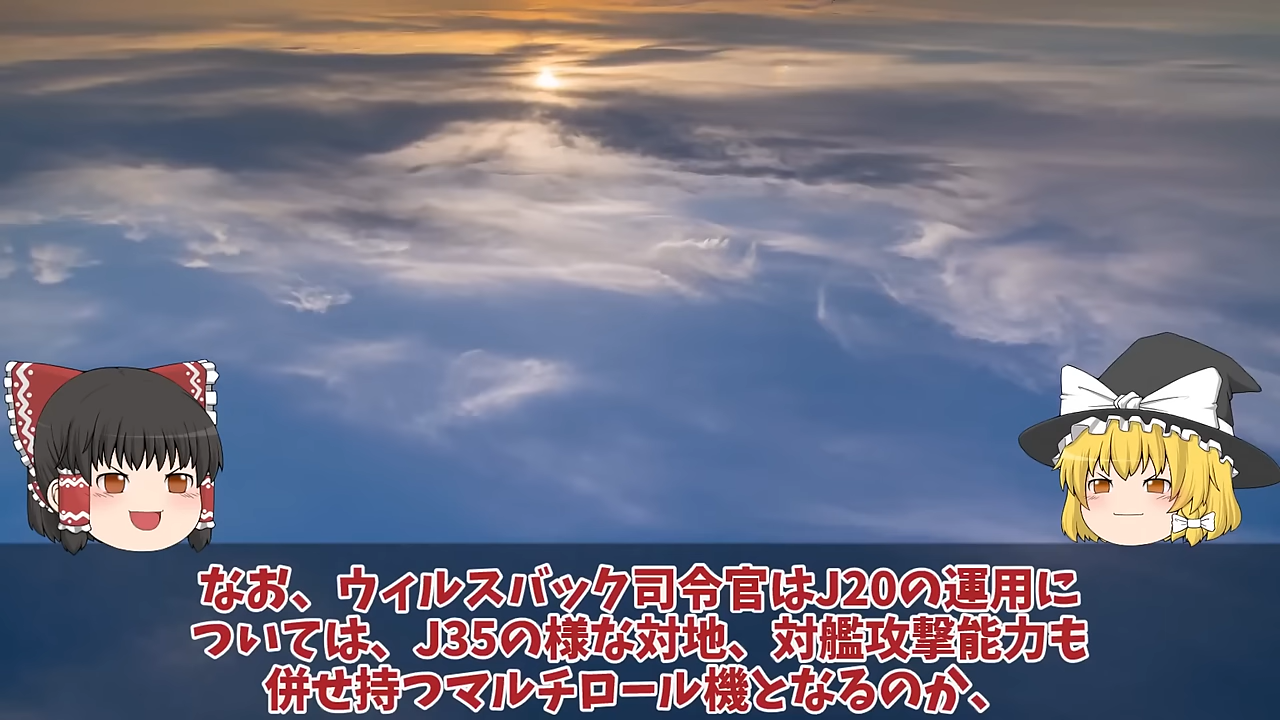 なお、ウィルスバック司令官はJ20の運用に
ついては、J35の様な対地、対艦攻撃能力も
併せ持つマルチロール機となるのか、